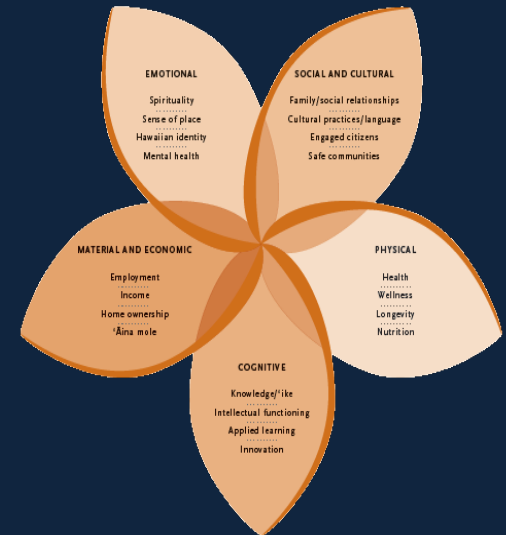 EMOTIONAL
Spirituality
Sense of place
Hawaiian identity
Mental health
SOCIAL AND CULTURAL
Family/social relationships
Cultural practices/language
Engaged citizens
Safe communities
MATERIAL AND ECONOMIC
Employment
Income
Home ownership
ʻĀina mole
PHYSICAL
Health
Wellness
Longevity
Nutrition
COGNITIVE
Knowledge/ʻike
Intellectual functioning
Applied learning
Innovation